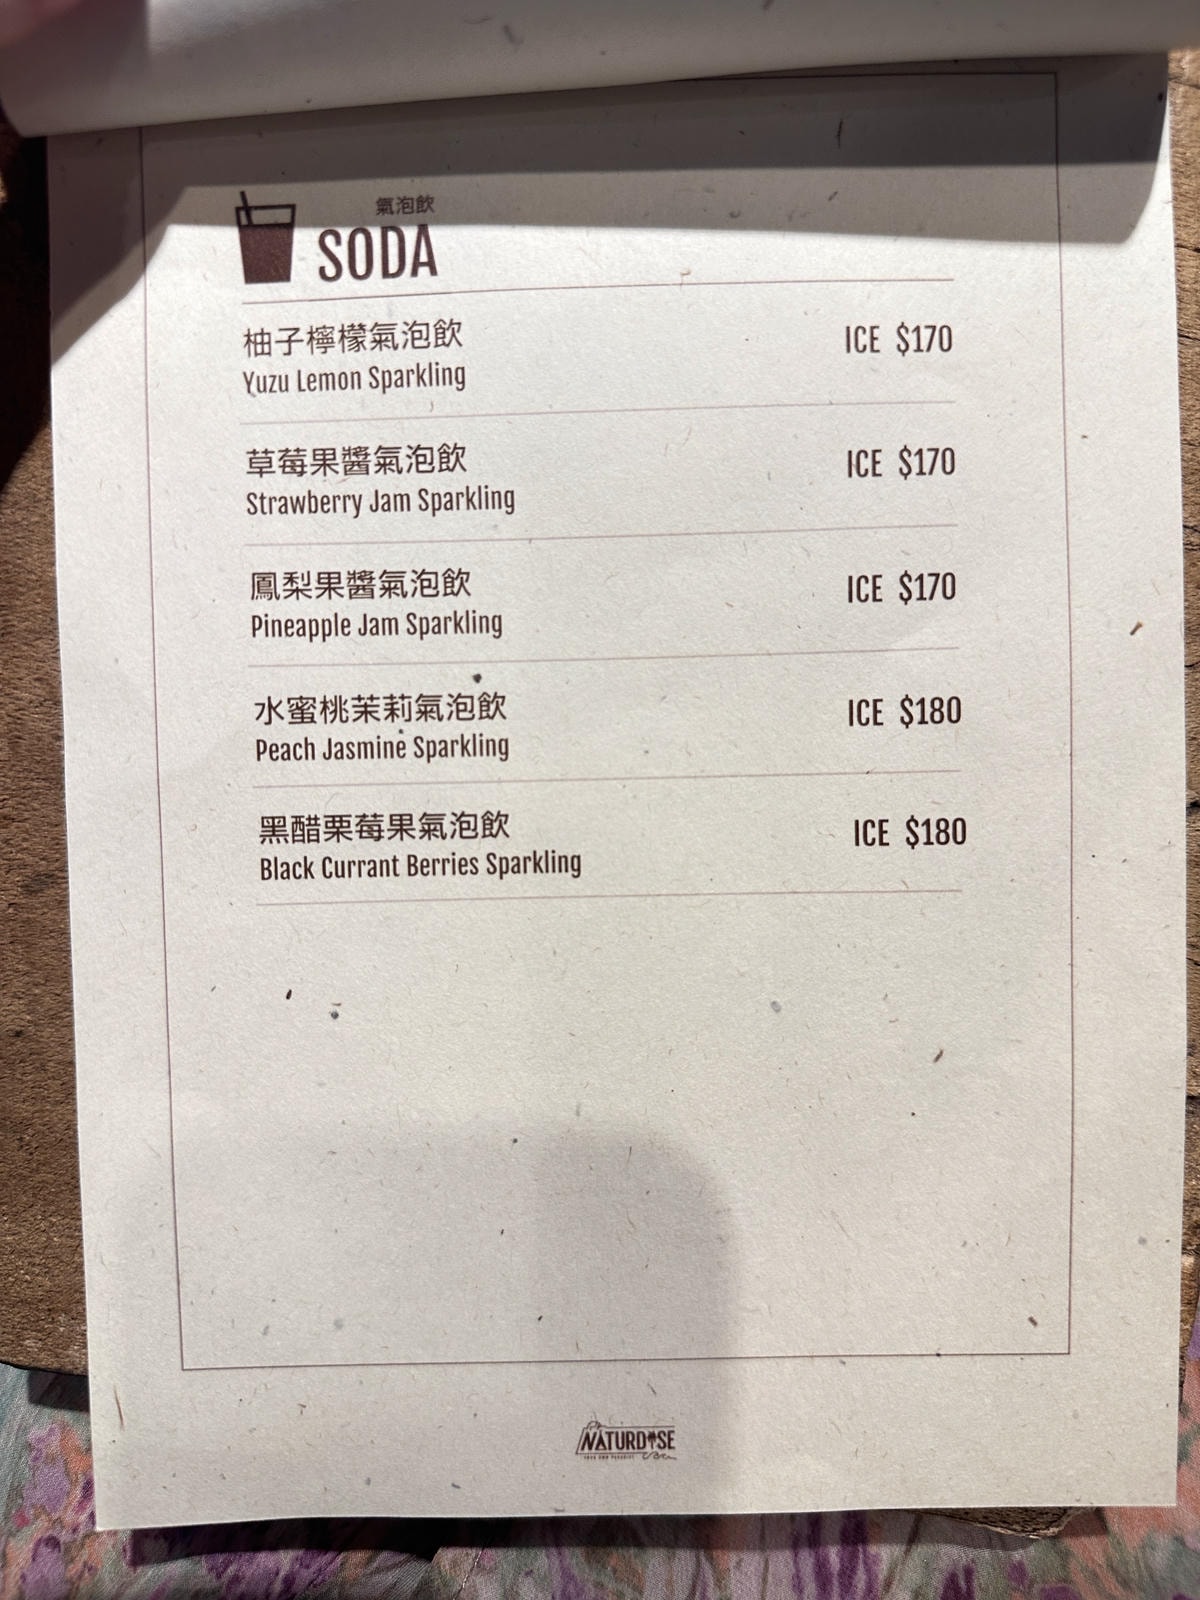 氣泡飲
SODA
柚子檸檬氣泡飲
ICE $170
Yuzu Lemon Sparkling
草莓果醬氣泡飲
ICE $170
Strawberry Jam Sparkling
鳳梨果醬氣泡飲
ICE $170
Pineapple Jam Sparkling
水蜜桃茉莉氣泡飲
ICE $180
Peach Jasmine Sparkling
黑醋栗莓果氣泡飲
ICE $180
Black Currant Berries Sparkling
NATURDISE